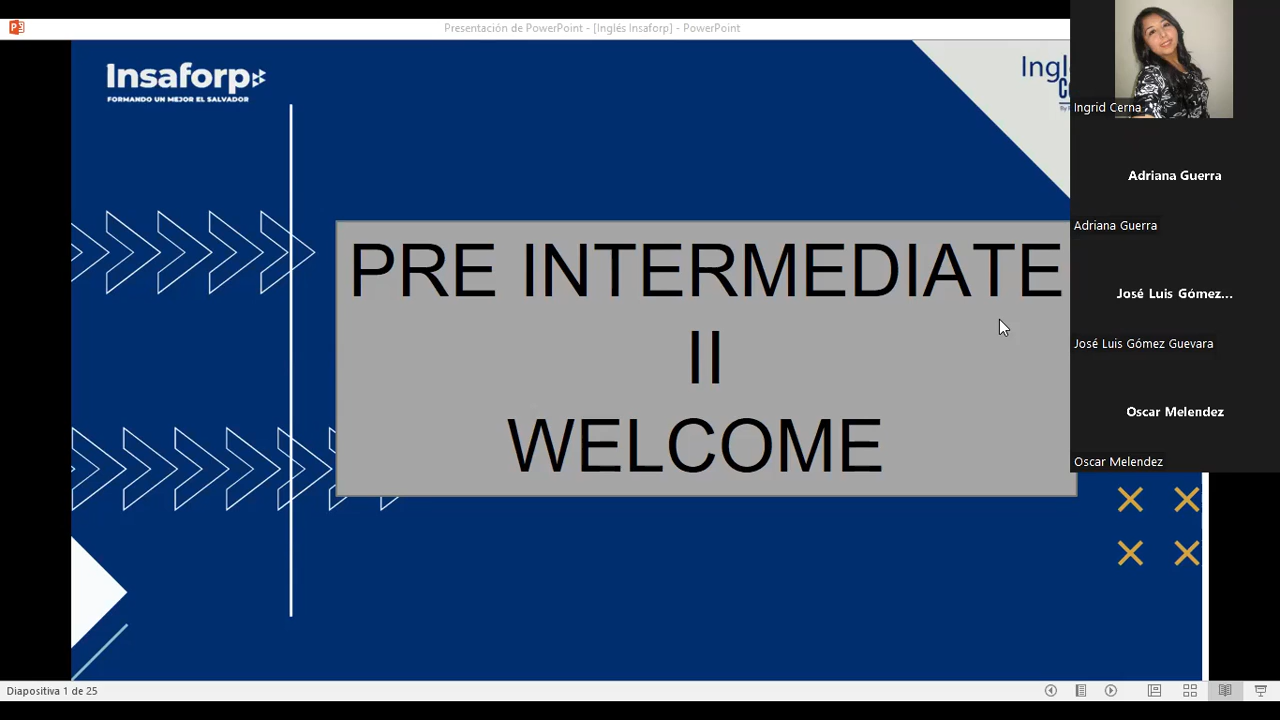 Presentación de PowerPoint - [Inglés Insaforp] - PowerPoint
Insaforp
FORMANDO UN MEJOR EL SALVADOR
PRE INTERMEDIATE
II
WELCOME
Ingrid Cerna
Adriana Guerra
Adriana Guerra
José Luis Gómez...
José Luis Gómez Guevara
Oscar Melendez
Oscar Melendez
Diapositiva 1 de 25